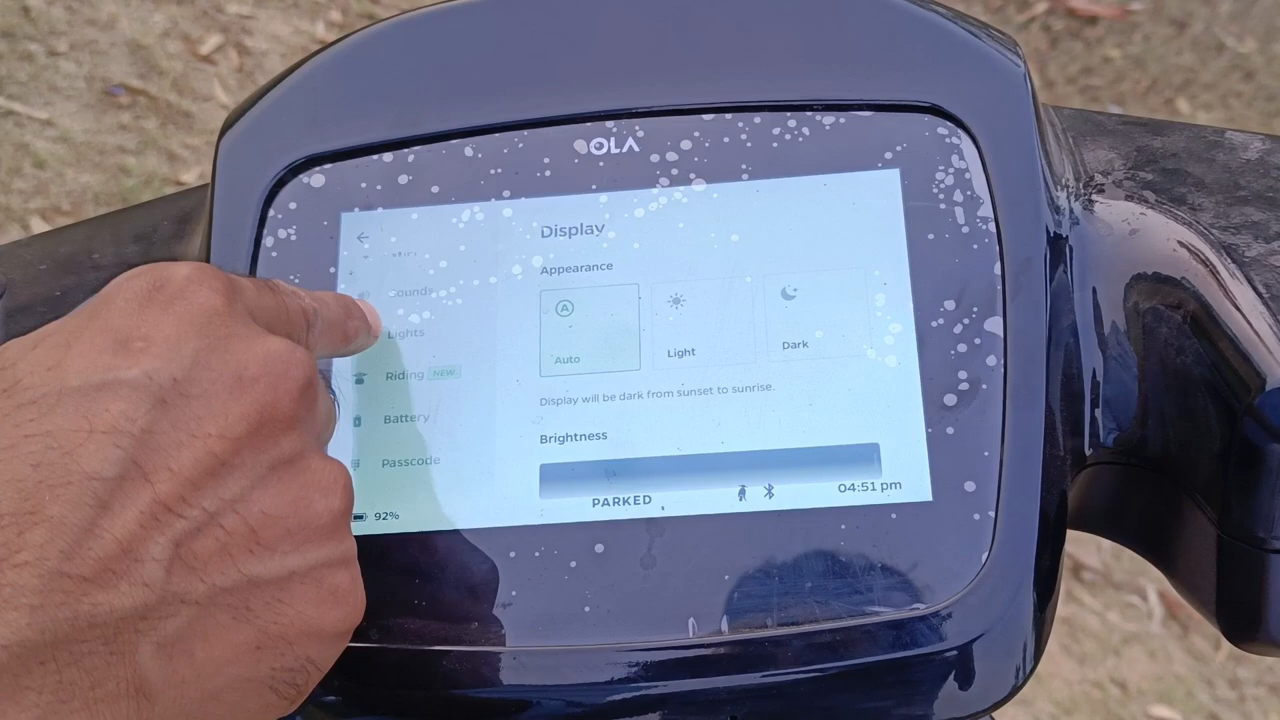 OLA
Display
Appearance
Sounds
Lights
Riding NEW
Battery
Passcode
A
Auto
Light
Dark
Display will be dark from sunset to sunrise.
Brightness
92%
PARKED
04:51 pm